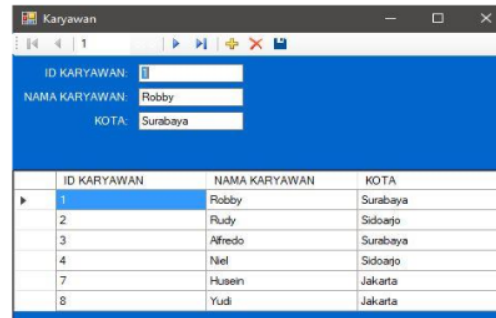 Karyawan
1
ID KARYAWAN: 1
NAMA KARYAWAN: Robby
KOTA: Surabaya
ID KARYAWAN NAMA KARYAWAN KOTA
1 Robby Surabaya
2 Rudy Sidoarjo
3 Alfredo Surabaya
4 Niel Sidoarjo
7 Husein Jakarta
8 Yudi Jakarta